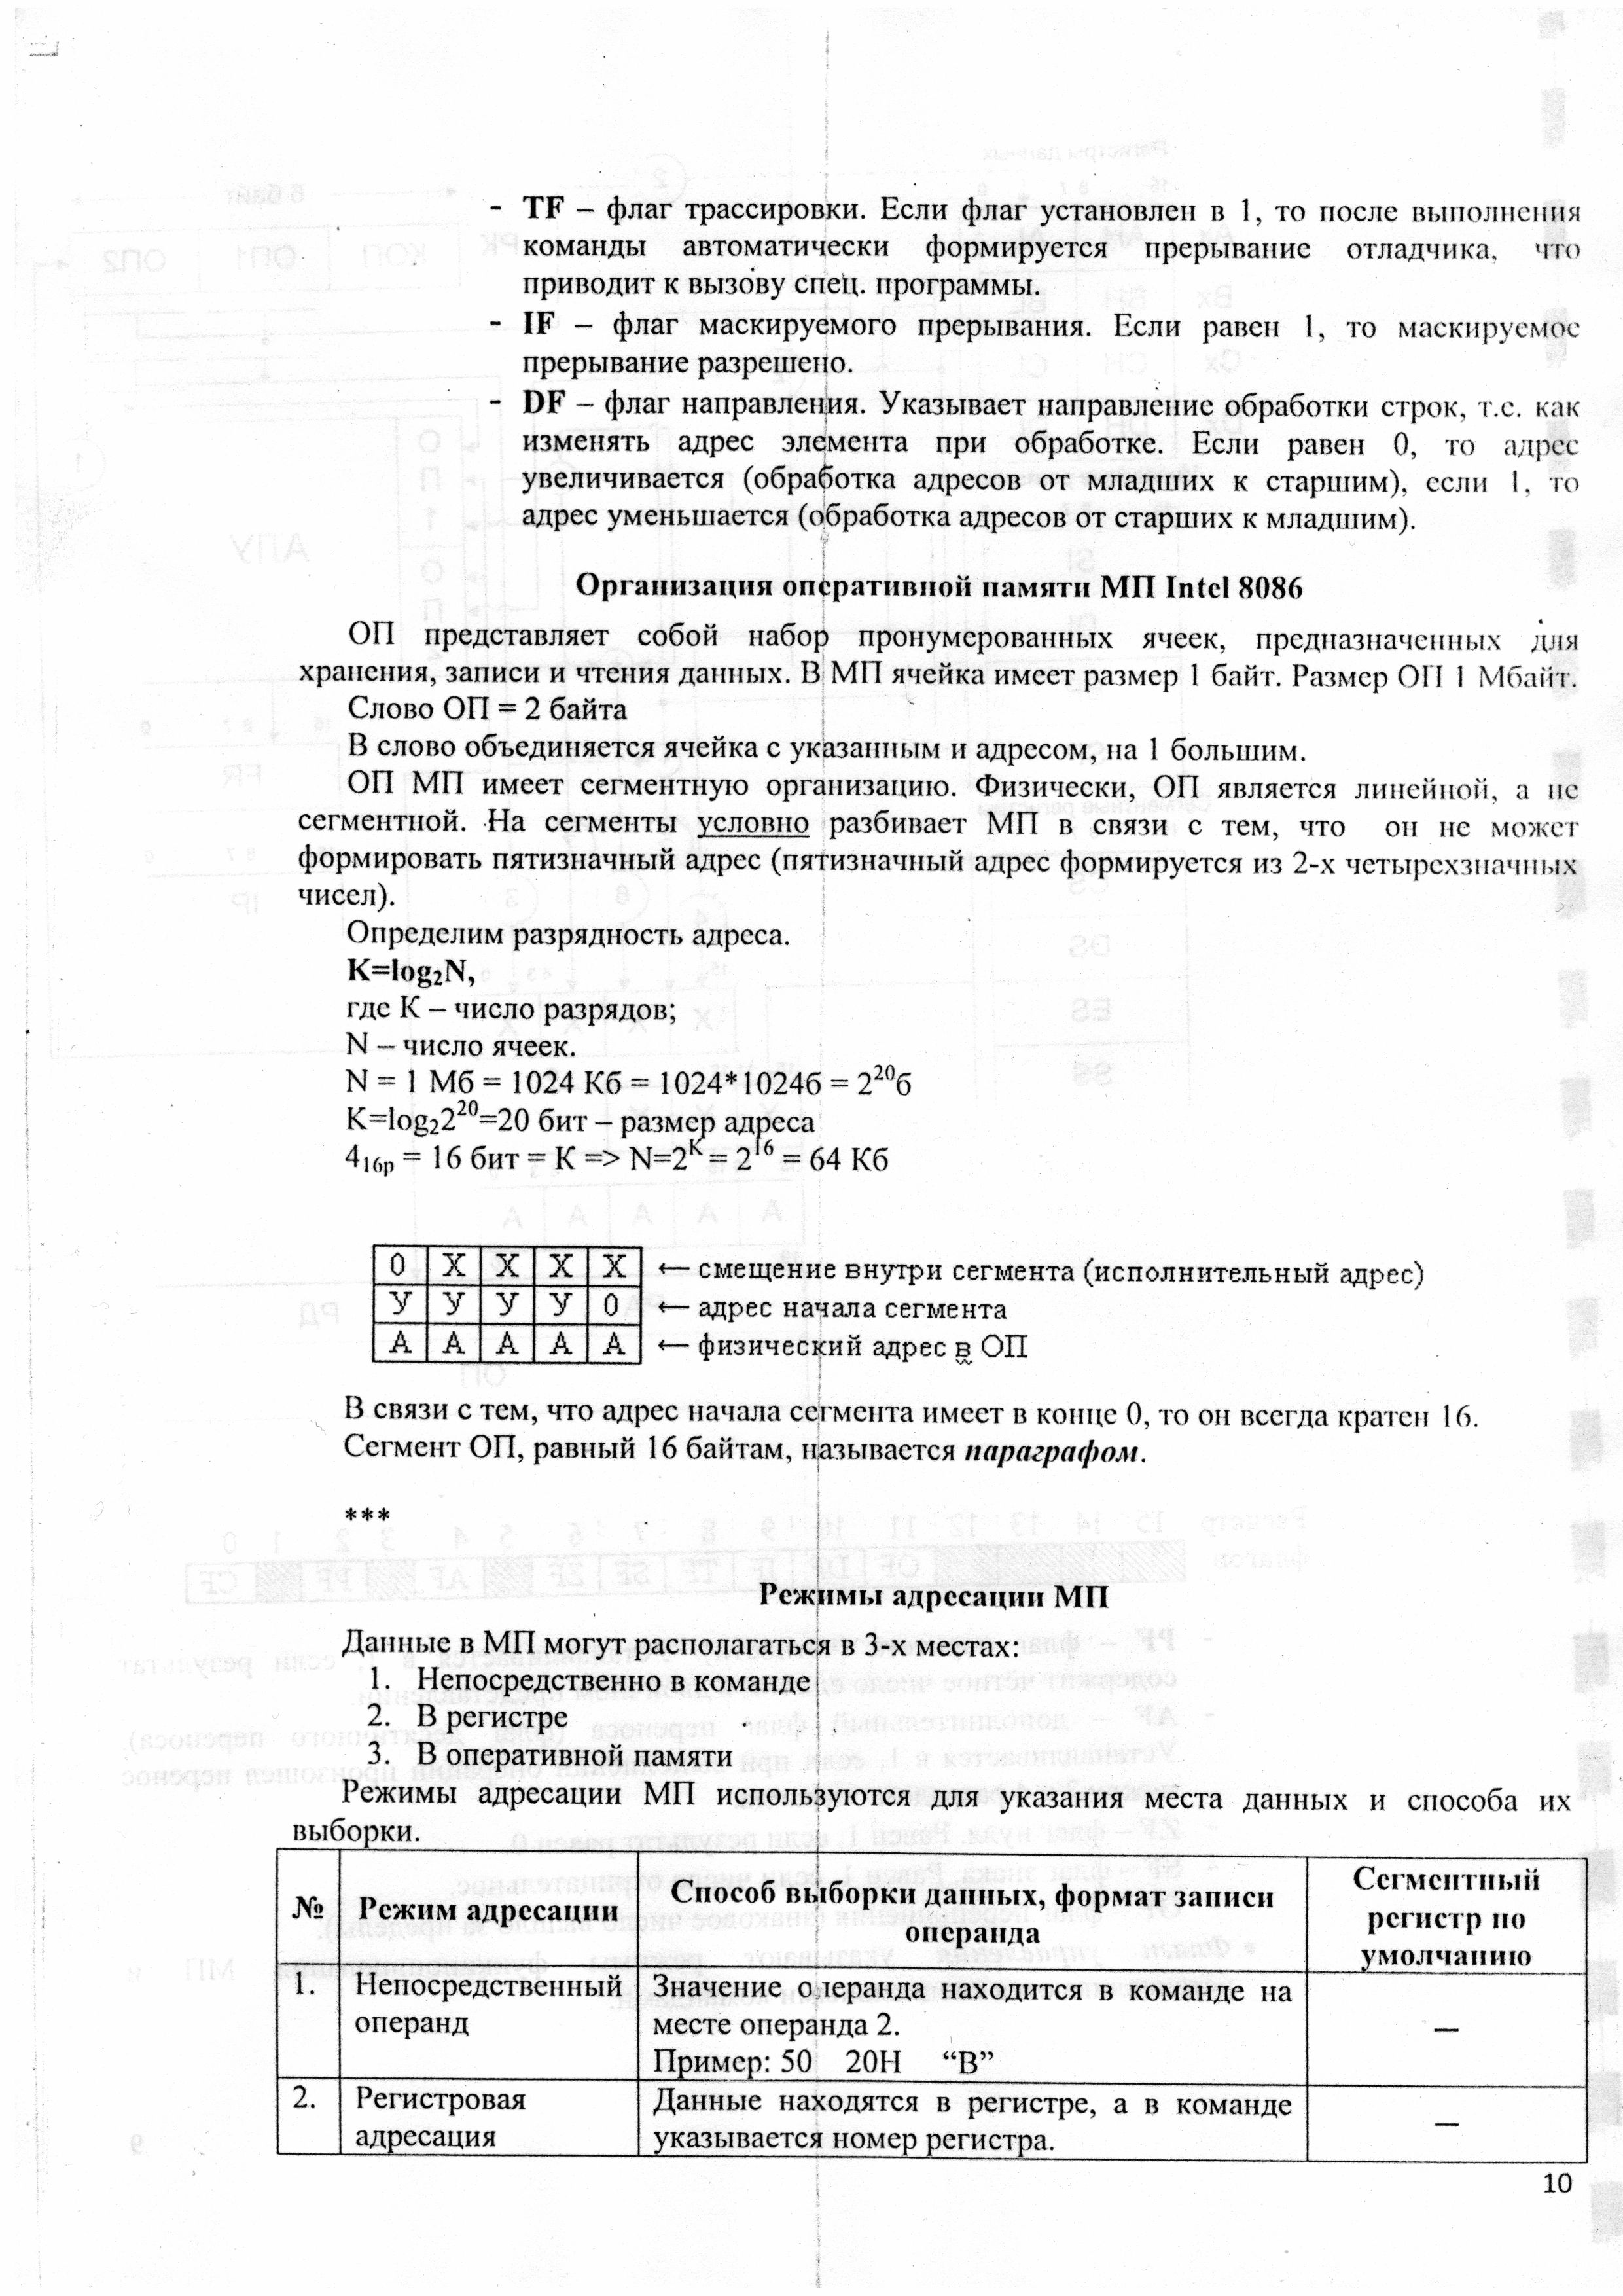 - TF – флаг трассировки. Если флаг установлен в 1, то после выполнения
команды автоматически формируется прерывание отладчика, что
приводит к вызову спец. программы.
- IF – флаг маскируемого прерывания. Если равен 1, то маскируемое
прерывание разрешено.
- DF – флаг направления. Указывает направление обработки строк, т.е. как
изменять адрес элемента при обработке. Если равен 0, то адрес
увеличивается (обработка адресов от младших к старшим), если 1, то
адрес уменьшается (обработка адресов от старших к младшим).
Организация оперативной памяти МП Intel 8086
ОП представляет собой набор пронумерованных ячеек, предназначенных для
хранения, записи и чтения данных. В МП ячейка имеет размер 1 байт. Размер ОП 1 Мбайт.
Слово ОП = 2 байта
В слово объединяется ячейка с указанным и адресом, на 1 большим.
ОП МП имеет сегментную организацию. Физически, ОП является линейной, а не
сегментной. На сегменты условно разбивает МП в связи с тем, что он не может
формировать пятизначный адрес (пятизначный адрес формируется из 2-х четырехзначных
чисел).
Определим разрядность адреса.
K=log₂N,
где К – число разрядов;
N – число ячеек.
N = 1 Мб = 1024 Кб = 1024*1024б = 2²⁰б
K=log₂2²⁰=20 бит – размер адреса
4₁₆ₚ = 16 бит = К => N=2ᴷ = 2¹⁶ = 64 Кб
0 X X X X ← смещение внутри сегмента (исполнительный адрес)
У У У У 0 ← адрес начала сегмента
А А А А А ← физический адрес в ОП
В связи с тем, что адрес начала сегмента имеет в конце 0, то он всегда кратен 16.
Сегмент ОП, равный 16 байтам, называется параграфом.
***
Режимы адресации МП
Данные в МП могут располагаться в 3-х местах:
1. Непосредственно в команде
2. В регистре
3. В оперативной памяти
Режимы адресации МП используются для указания места данных и способа их
выборки.
№ Режим адресации Способ выборки данных, формат записи операнда Сегментный регистр по умолчанию
1. Непосредственный операнд Значение операнда находится в команде на
месте операнда 2.
Пример: 50 20Н “В” —
2. Регистровая адресация Данные находятся в регистре, а в команде
указывается номер регистра. —
10